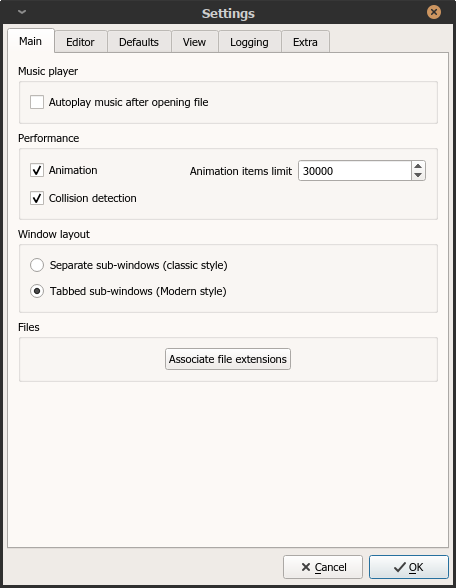 Settings
Main Editor Defaults View Logging Extra
Music player
Autoplay music after opening file
Performance
Animation Animation items limit 30000
Collision detection
Window layout
Separate sub-windows (classic style)
Tabbed sub-windows (Modern style)
Files
Associate file extensions
Cancel OK